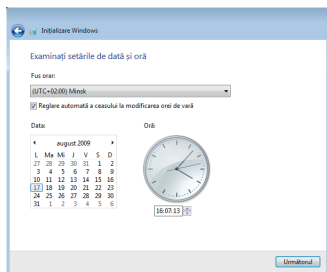 Inițializare Windows
Examinați setările de dată și oră
Fus orar:
(UTC+02:00) Minsk
Reglare automată a ceasului la modificarea orei de vară
Data: Oră:
august 2009
L Ma Mi J V S D
27 28 29 30 31 1 2
3 4 5 6 7 8 9
10 11 12 13 14 15 16
17 18 19 20 21 22 23
24 25 26 27 28 29 30
31 1 2 3 4 5 6
16:07:13
Următorul